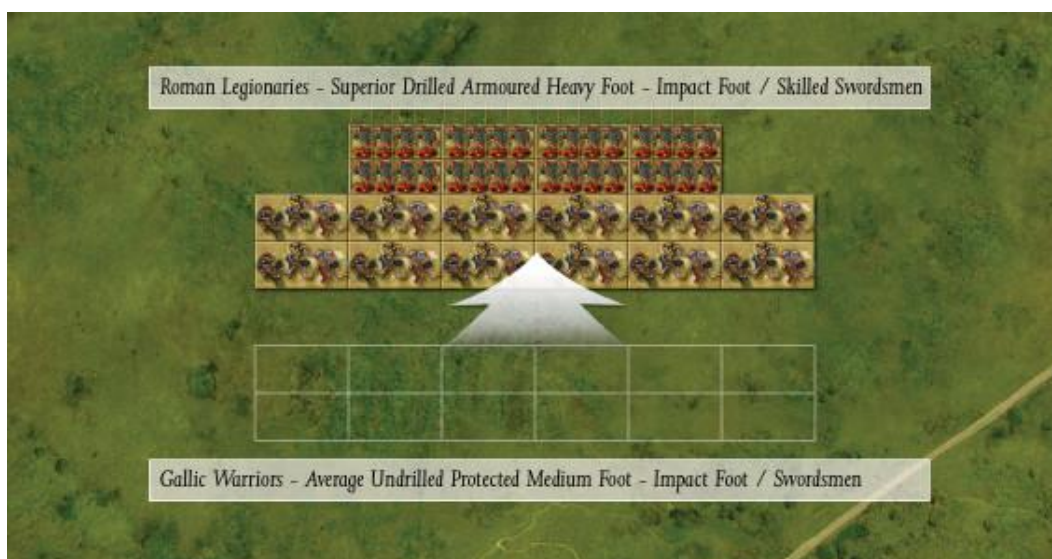 Roman Legionaries – Superior Drilled Armoured Heavy Foot – Impact Foot / Skilled Swordsmen
Gallic Warriors – Average Undrilled Protected Medium Foot – Impact Foot / Swordsmen